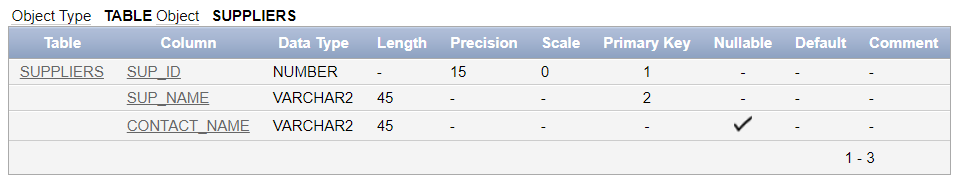 Object Type TABLE Object SUPPLIERS
Table Column Data Type Length Precision Scale Primary Key Nullable Default Comment
SUPPLIERS SUP_ID NUMBER - 15 0 1 - - -
SUP_NAME VARCHAR2 45 - - 2 - - -
CONTACT_NAME VARCHAR2 45 - - - ✓ - -
1 - 3